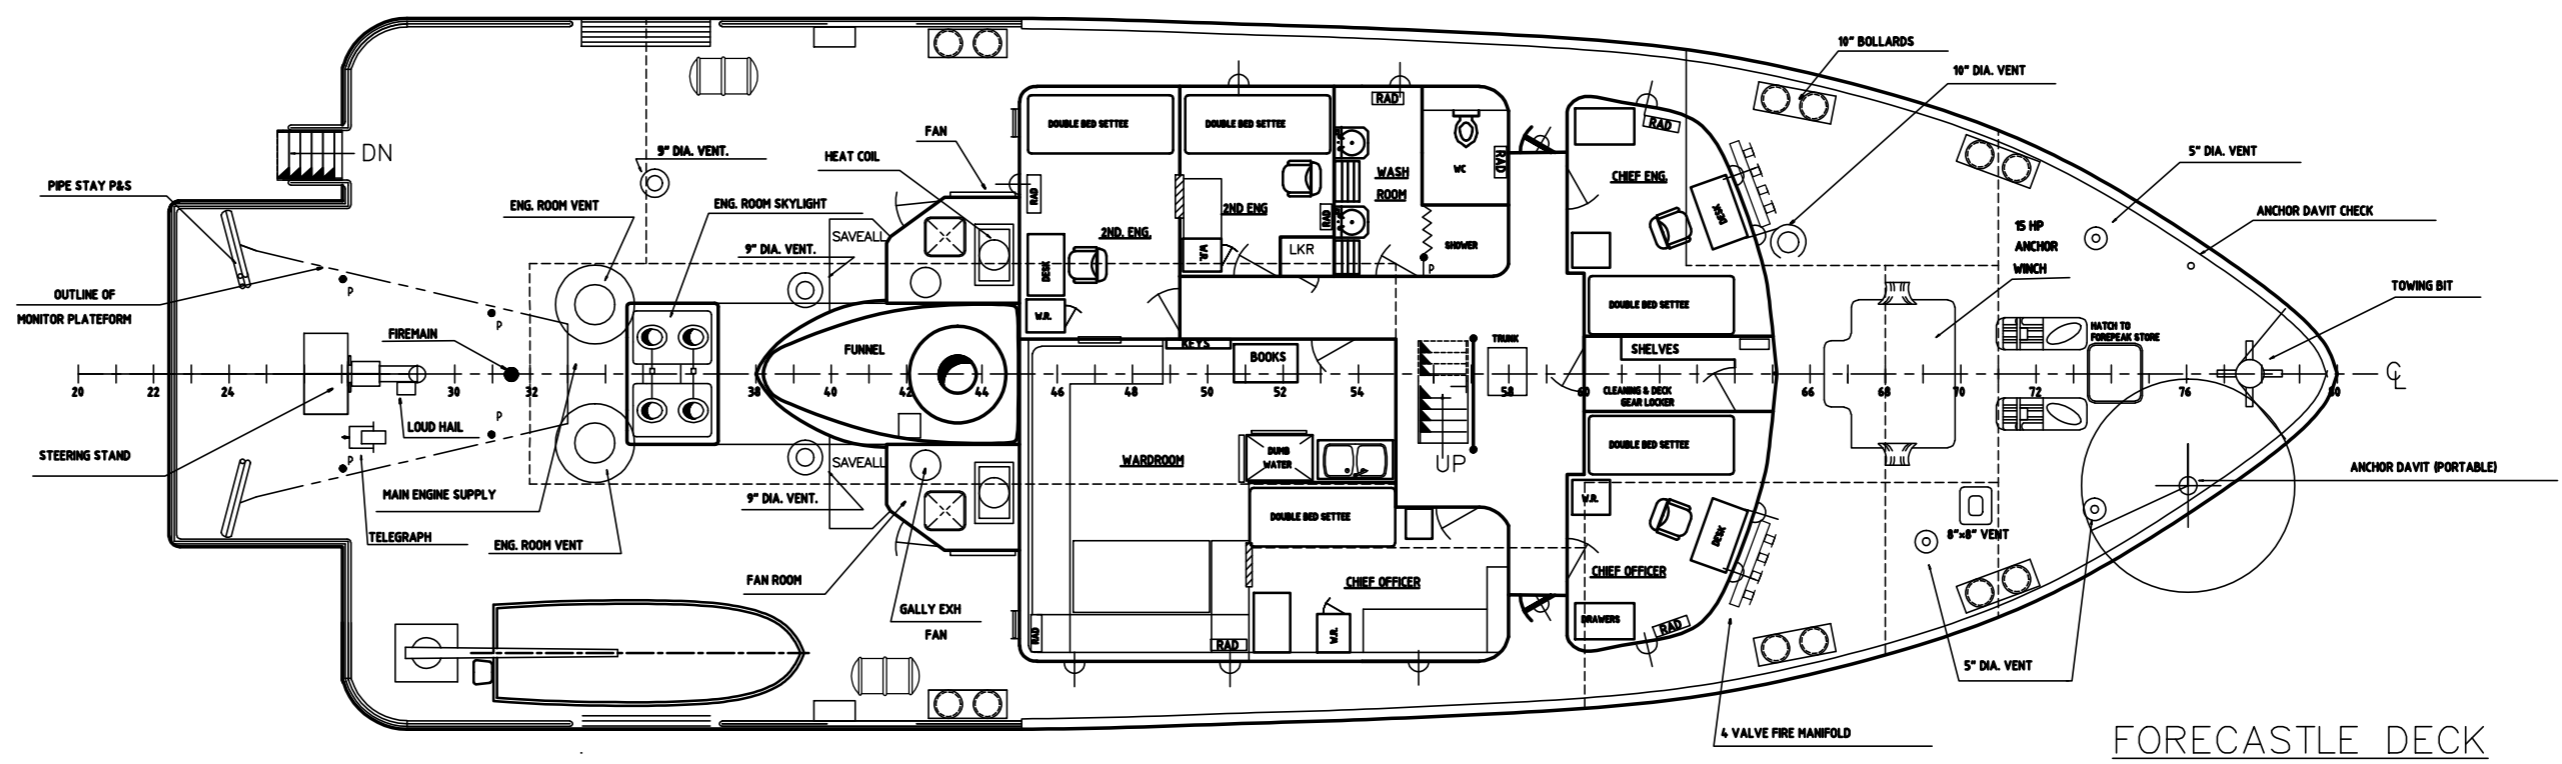 10" BOLLARDS
10" DIA. VENT
5" DIA. VENT
ANCHOR DAVIT CHECK
15 HP
ANCHOR
WINCH
TOWING BIT
HATCH TO
FOREPEAK STORE
ANCHOR DAVIT (PORTABLE)
8"x8" VENT
5" DIA. VENT
4 VALVE FIRE MANIFOLD
FORECASTLE DECK
DN
PIPE STAY P&S
OUTLINE OF
MONITOR PLATEFORM
FIREMAIN
STEERING STAND
LOUD HAIL
TELEGRAPH
MAIN ENGINE SUPPLY
ENG. ROOM VENT
ENG. ROOM VENT
9" DIA. VENT.
ENG. ROOM SKYLIGHT
9" DIA. VENT.
9" DIA. VENT.
SAVEALL
SAVEALL
FAN
HEAT COIL
FUNNEL
FAN ROOM
GALLY EXH
FAN
P
P
P
P
20
22
24
30
32
38
40
42
44
46
48
50
52
54
58
60
66
68
70
72
76
80
CL
DOUBLE BED SETTEE
DOUBLE BED SETTEE
RAD
RAD
2ND. ENG.
DESK
W.R.
2ND ENG
W.R.
RAD
LKR
RAD
WASH
ROOM
WC
RAD
SHOWER
P
KEYS
BOOKS
WARDROOM
DUMB
WATER
UP
TRUNK
DOUBLE BED SETTEE
CHIEF OFFICER
W.R.
RAD
RAD
CHIEF ENG.
RAD
DESK
DOUBLE BED SETTEE
SHELVES
CLEANING & DECK
GEAR LOCKER
DOUBLE BED SETTEE
W.R.
DESK
CHIEF OFFICER
DRAWERS
RAD